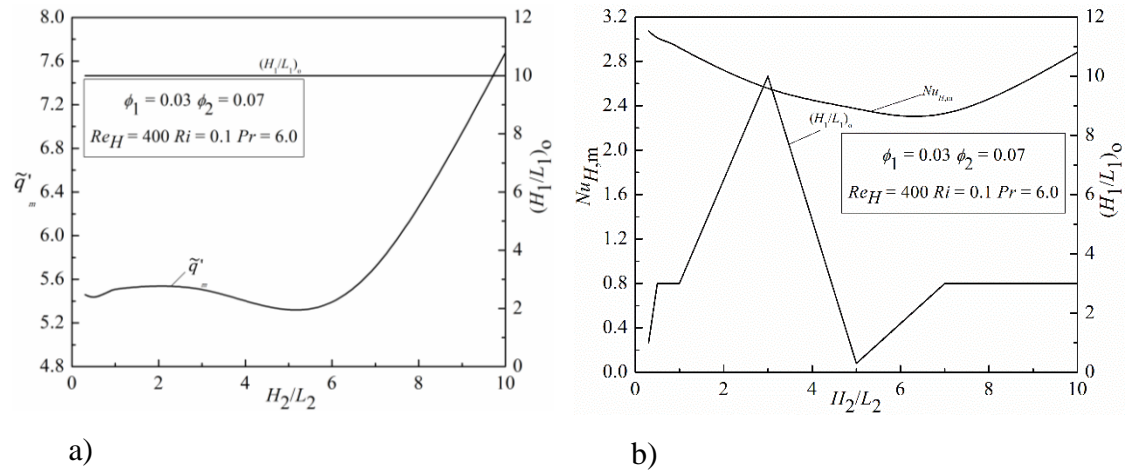 8.0
7.6
7.2
6.8
6.4
6.0
5.6
5.2
4.8
q̃'m
(H1/L1)o
ϕ1 = 0.03 ϕ2 = 0.07
ReH = 400 Ri = 0.1 Pr = 6.0
q̃'m
12
10
8
6
4
2
0
(H1/L1)o
0 2 4 6 8 10
H2/L2
a)
3.2
2.8
2.4
2.0
1.6
1.2
0.8
0.4
0.0
NuH,m
NuH,m
(H1/L1)o
ϕ1 = 0.03 ϕ2 = 0.07
ReH = 400 Ri = 0.1 Pr = 6.0
12
10
8
6
4
2
0
(H1/L1)o
0 2 4 6 8 10
H2/L2
b)